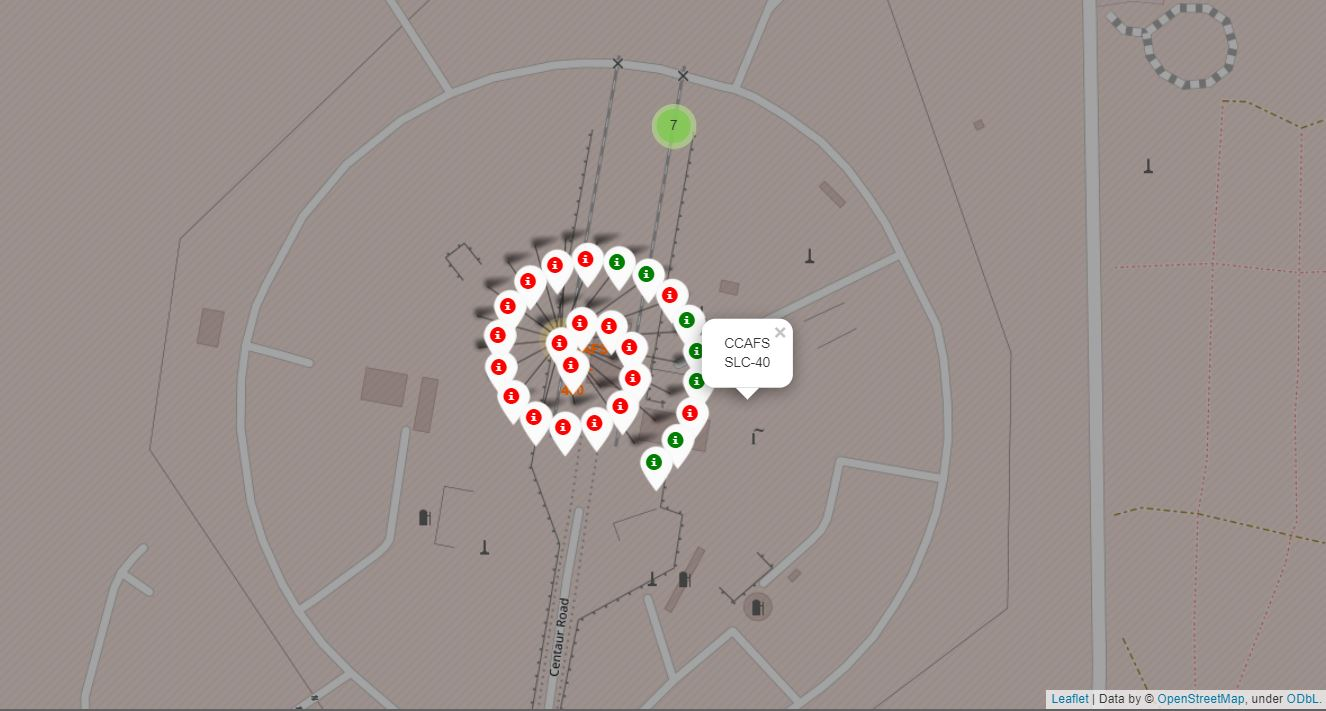 7
CCAFS
SLC-40
×
Centaur Road
Leaflet | Data by © OpenStreetMap, under ODbL.